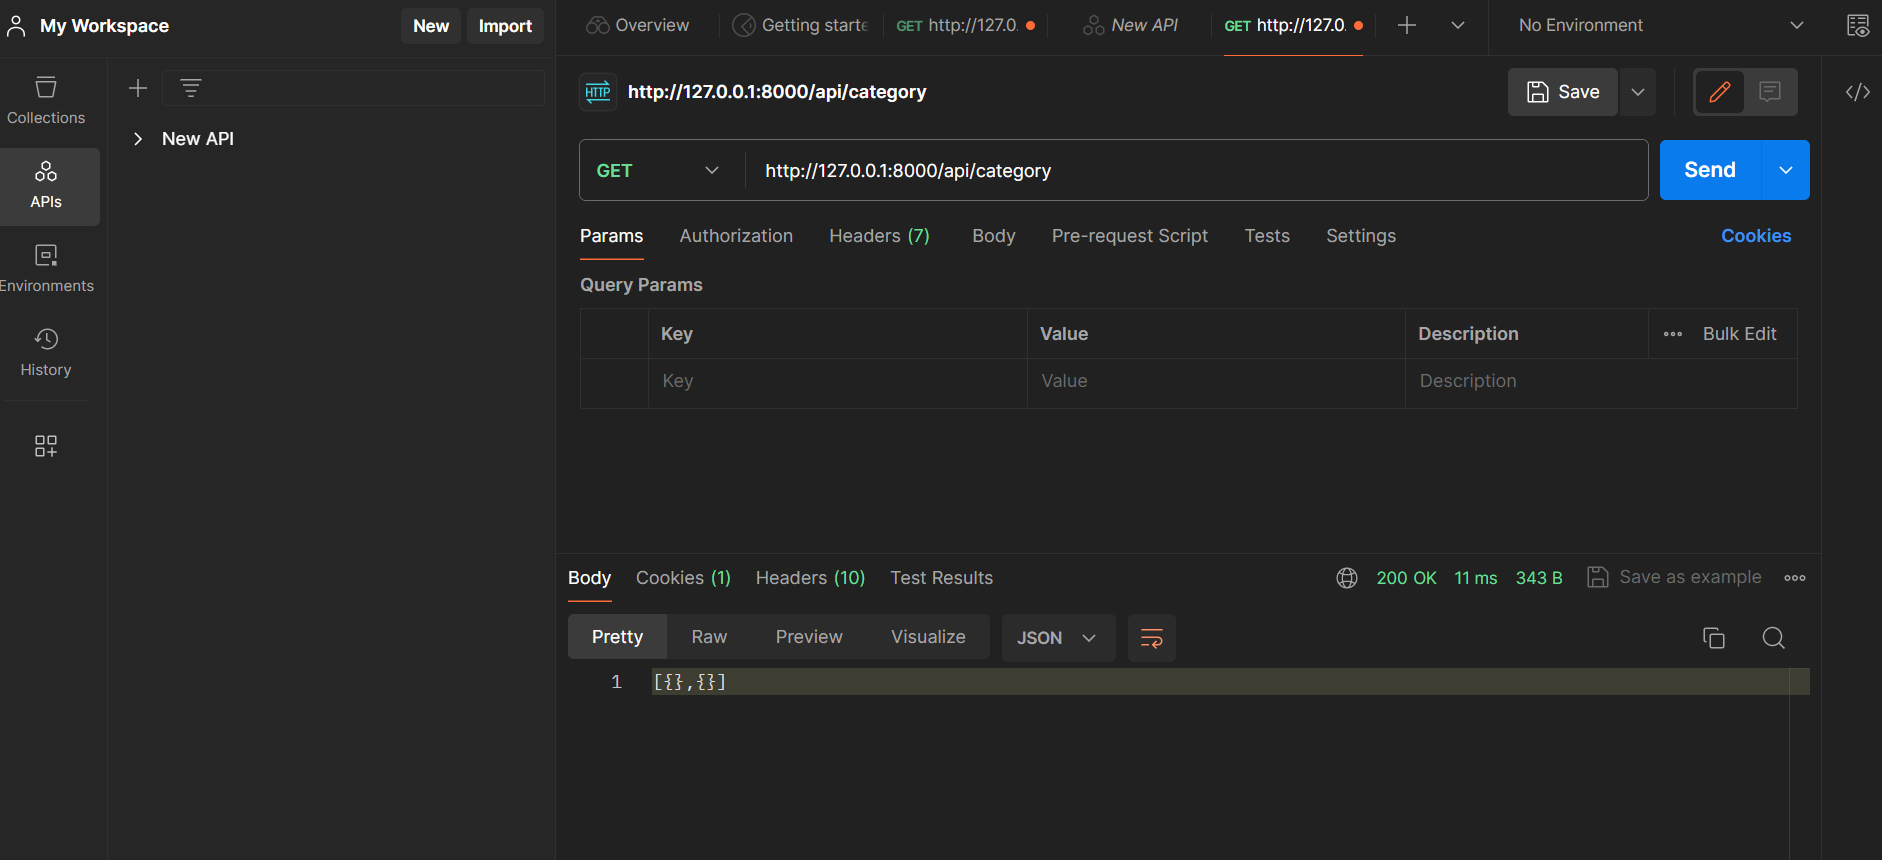 My Workspace
New
Import
Overview
Getting starte
GET http://127.0.
New API
GET http://127.0.
No Environment
Collections
APIs
Environments
History
New API
HTTP
http://127.0.0.1:8000/api/category
Save
GET
http://127.0.0.1:8000/api/category
Send
Params
Authorization
Headers (7)
Body
Pre-request Script
Tests
Settings
Cookies
Query Params
Key
Value
Description
Bulk Edit
Key
Value
Description
Body
Cookies (1)
Headers (10)
Test Results
200 OK
11 ms
343 B
Save as example
Pretty
Raw
Preview
Visualize
JSON
1
[{},{}]